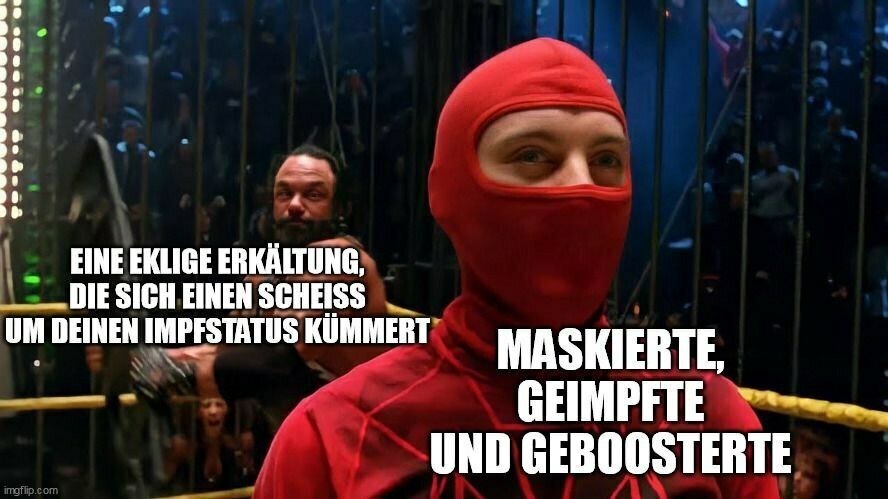 EINE EKLIGE ERKÄLTUNG,
DIE SICH EINEN SCHEISS
UM DEINEN IMPFSTATUS KÜMMERT
MASKIERTE,
GEIMPFTE
UND GEBOOSTERTE
imgflip.com